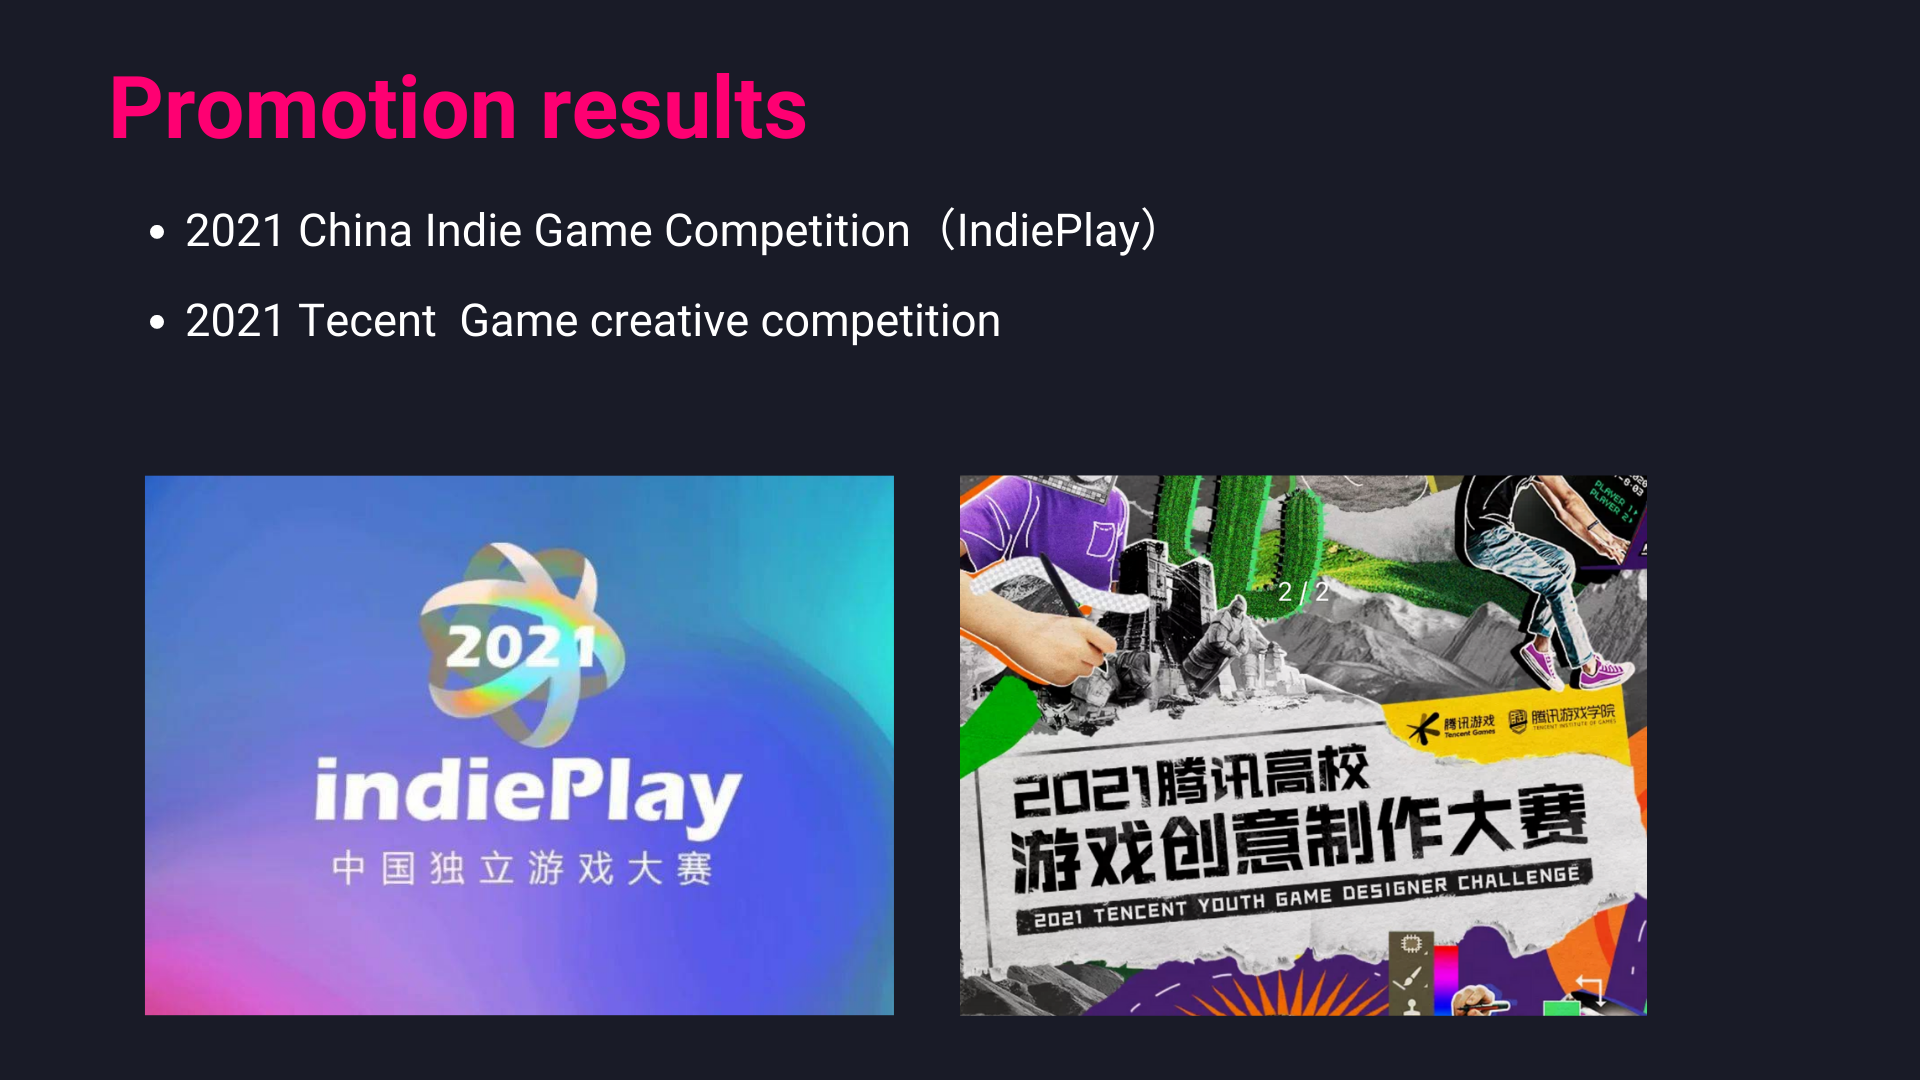 Promotion results
• 2021 China Indie Game Competition（IndiePlay）
• 2021 Tecent  Game creative competition
2021
indiePlay
中国独立游戏大赛
PLAYER 1
PLAYER 2
2 / 2
腾讯游戏
Tencent Games
腾讯游戏学院
TENCENT INSTITUTE OF GAMES
2021腾讯高校
游戏创意制作大赛
2021 TENCENT YOUTH GAME DESIGNER CHALLENGE